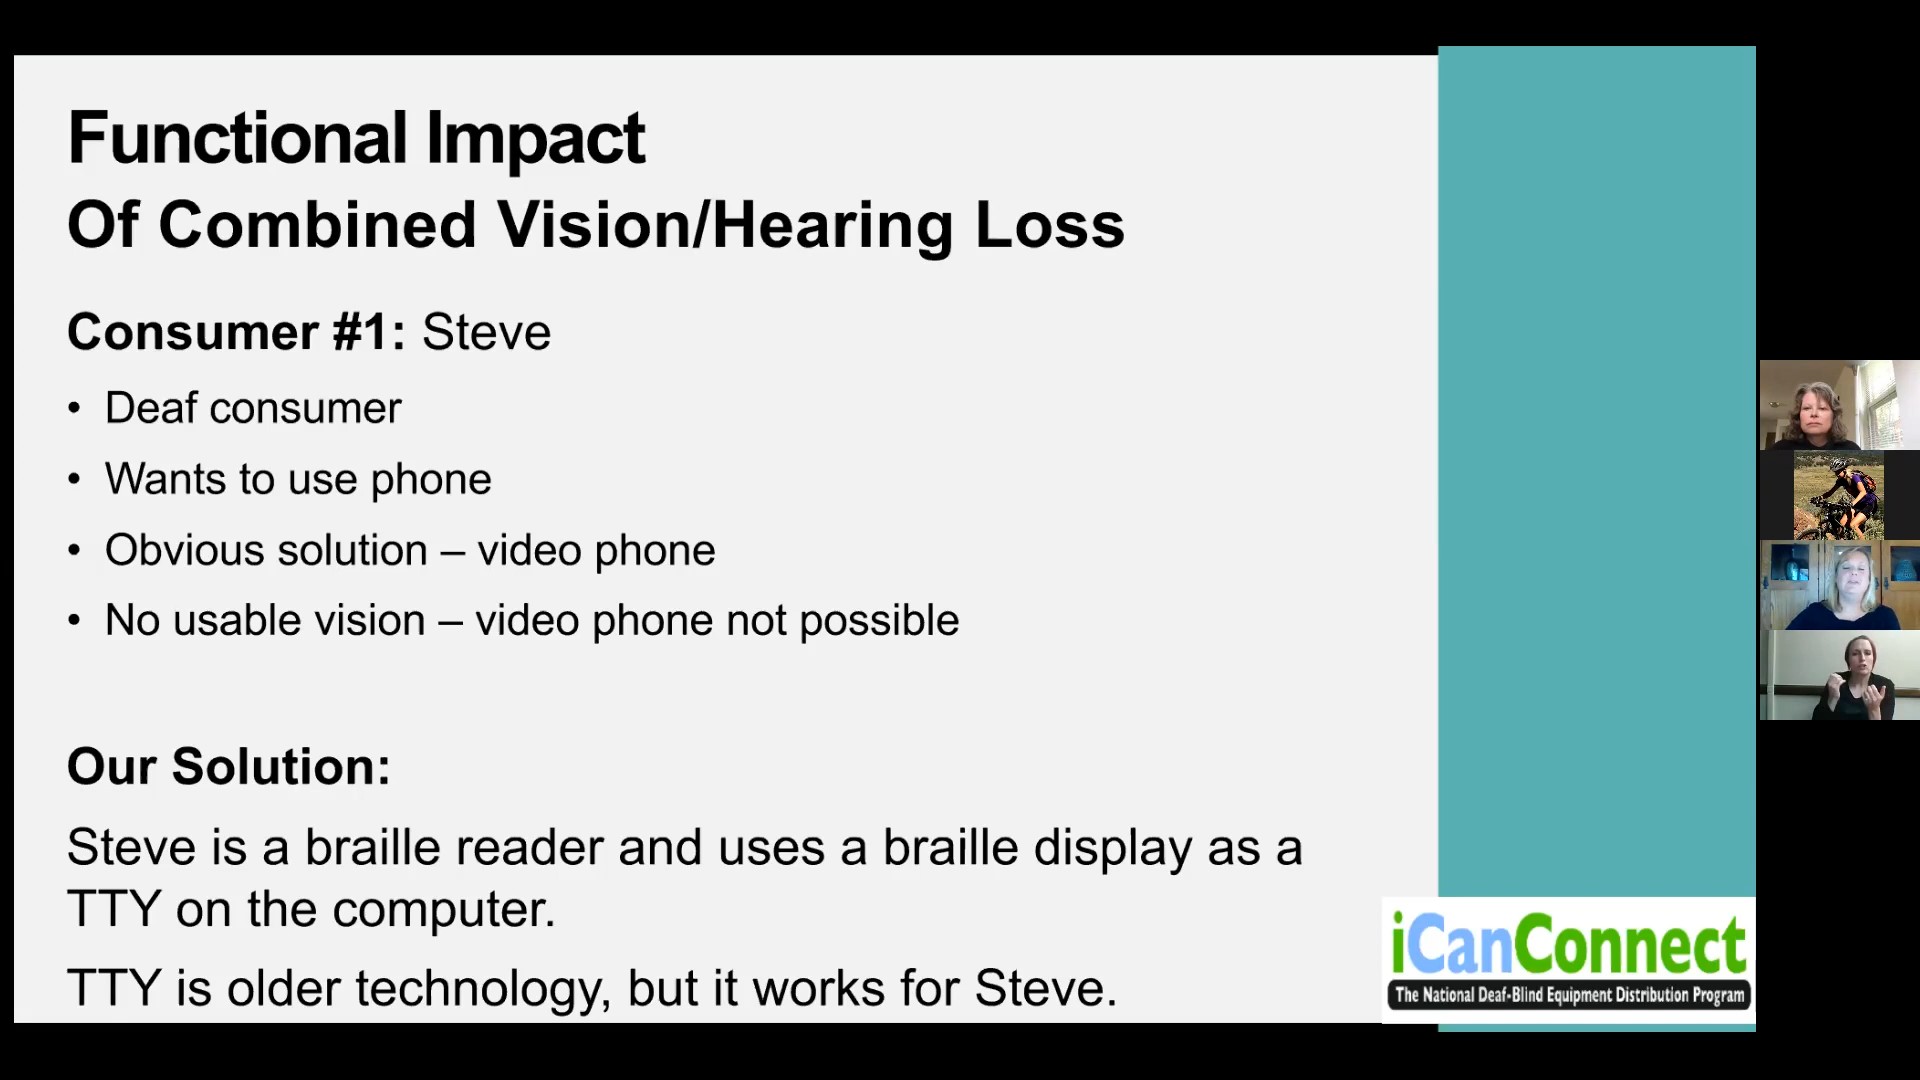 Functional Impact
Of Combined Vision/Hearing Loss
Consumer #1: Steve
• Deaf consumer
• Wants to use phone
• Obvious solution – video phone
• No usable vision – video phone not possible
Our Solution:
Steve is a braille reader and uses a braille display as a
TTY on the computer.
TTY is older technology, but it works for Steve.
iCanConnect
The National Deaf-Blind Equipment Distribution Program